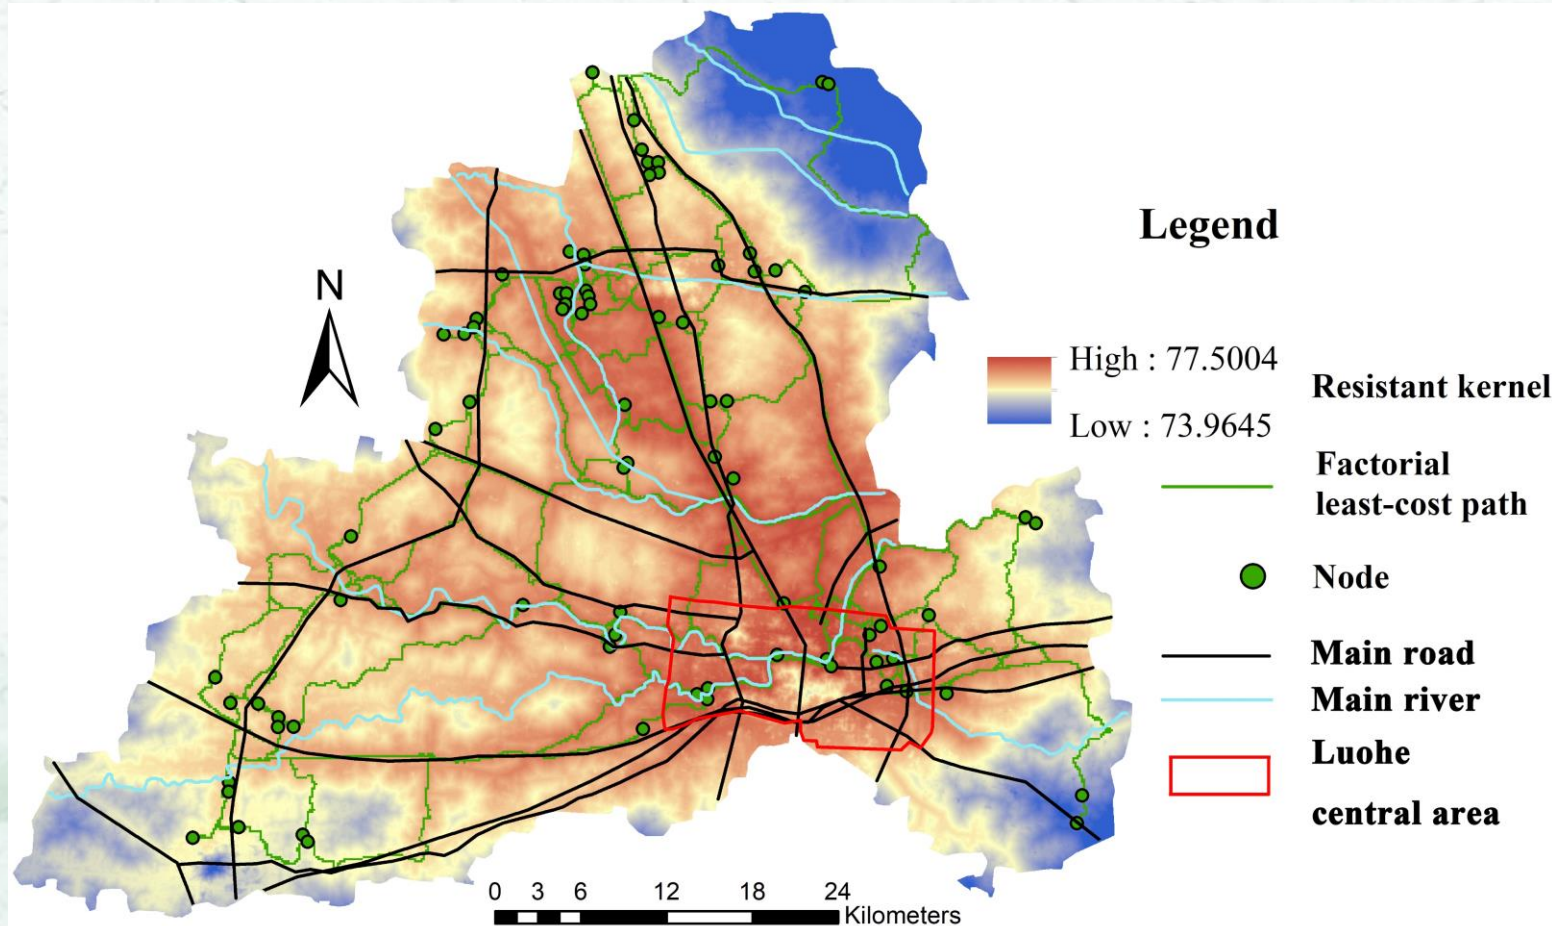 N
Legend
High : 77.5004
Low : 73.9645
Resistant kernel
Factorial
least-cost path
Node
Main road
Main river
Luohe
central area
0 3 6 12 18 24
Kilometers